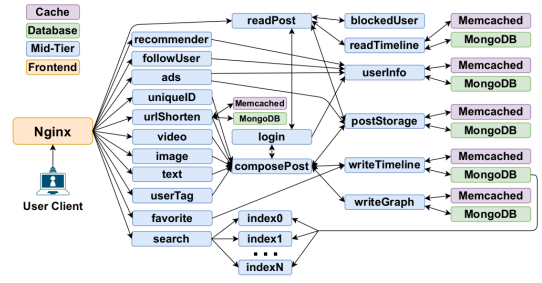 Cache
Database
Mid-Tier
Frontend
Nginx
User Client
recommender
followUser
ads
uniqueID
urlShorten
video
image
text
userTag
favorite
search
Memcached
MongoDB
readPost
login
composePost
index0
index1
indexN
blockedUser
readTimeline
userInfo
postStorage
writeTimeline
writeGraph
Memcached
MongoDB
Memcached
MongoDB
Memcached
MongoDB
Memcached
MongoDB
Memcached
MongoDB